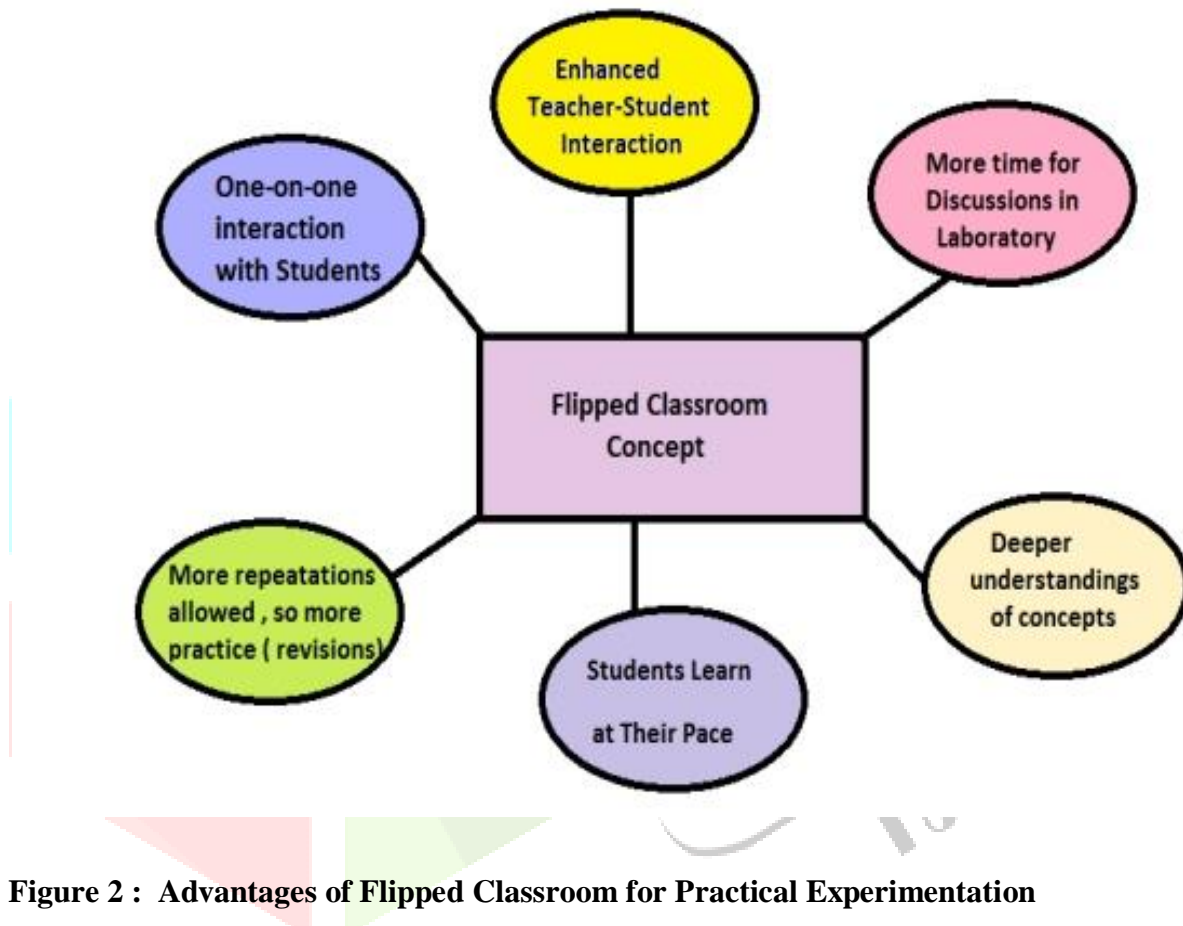 Enhanced
Teacher-Student
Interaction
One-on-one
interaction
with Students
More time for
Discussions in
Laboratory
Flipped Classroom
Concept
More repeatations
allowed , so more
practice ( revisions)
Students Learn
at Their Pace
Deeper
understandings
of concepts
Figure 2 : Advantages of Flipped Classroom for Practical Experimentation